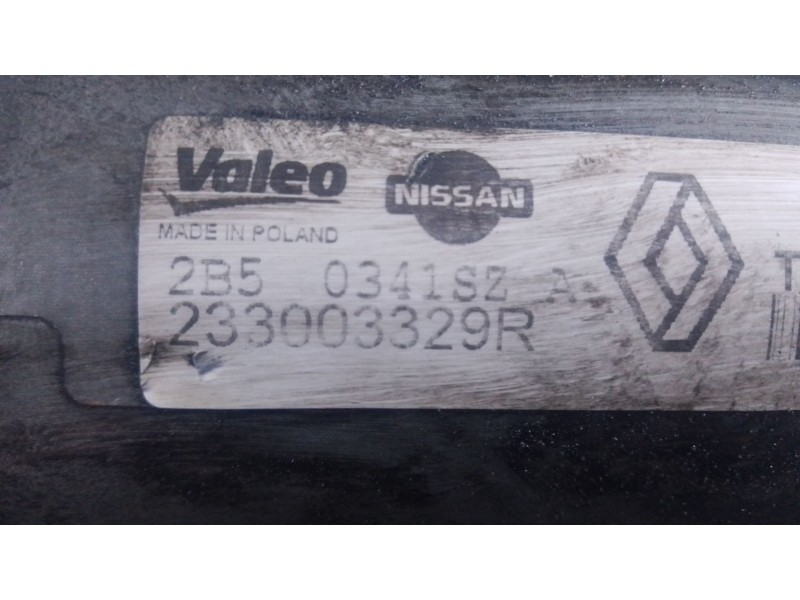 Valeo
NISSAN
MADE IN POLAND
2B5 0341SZ A
233003329R